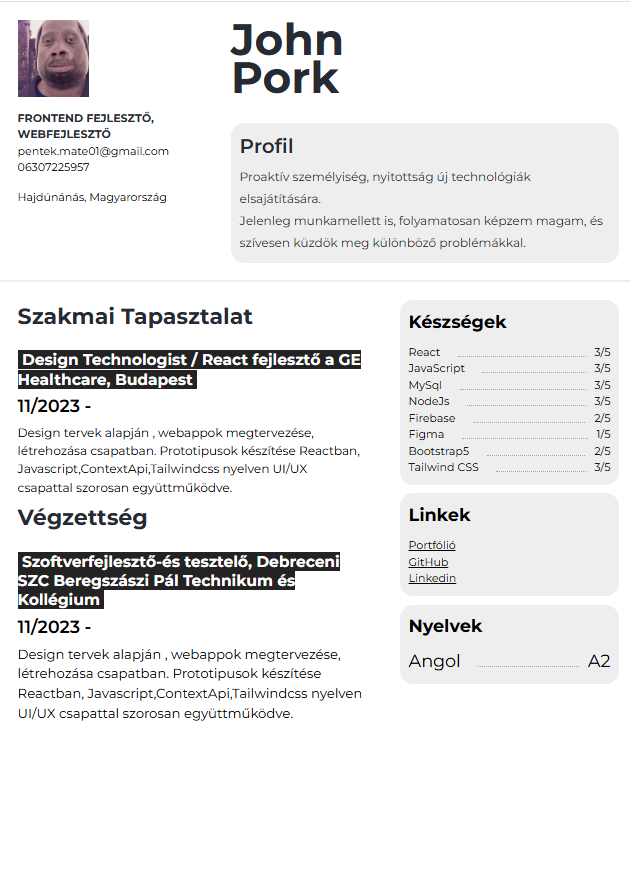 John
Pork
FRONTEND FEJLESZTŐ,
WEBFEJLESZTŐ
pentek.mate01@gmail.com
06307225957
Hajdúnánás, Magyarország
Profil
Proaktív személyiség, nyitottság új technológiák
elsajátítására.
Jelenleg munkamellett is, folyamatosan képzem magam, és
szívesen küzdök meg különböző problémákkal.
Szakmai Tapasztalat
Design Technologist / React fejlesztő a GE
Healthcare, Budapest
11/2023 -
Design tervek alapján , webappok megtervezése,
létrehozása csapatban. Prototipusok készítése Reactban,
Javascript,ContextApi,Tailwindcss nyelven UI/UX
csapattal szorosan együttműködve.
Végzettség
Szoftverfejlesztő-és tesztelő, Debreceni
SZC Beregszászi Pál Technikum és
Kollégium
11/2023 -
Design tervek alapján , webappok megtervezése,
létrehozása csapatban. Prototipusok készítése
Reactban, Javascript,ContextApi,Tailwindcss nyelven
UI/UX csapattal szorosan együttműködve.
Készségek
React 3/5
JavaScript 3/5
MySql 3/5
NodeJs 3/5
Firebase 2/5
Figma 1/5
Bootstrap5 2/5
Tailwind CSS 3/5
Linkek
Portfólió
GitHub
Linkedin
Nyelvek
Angol A2